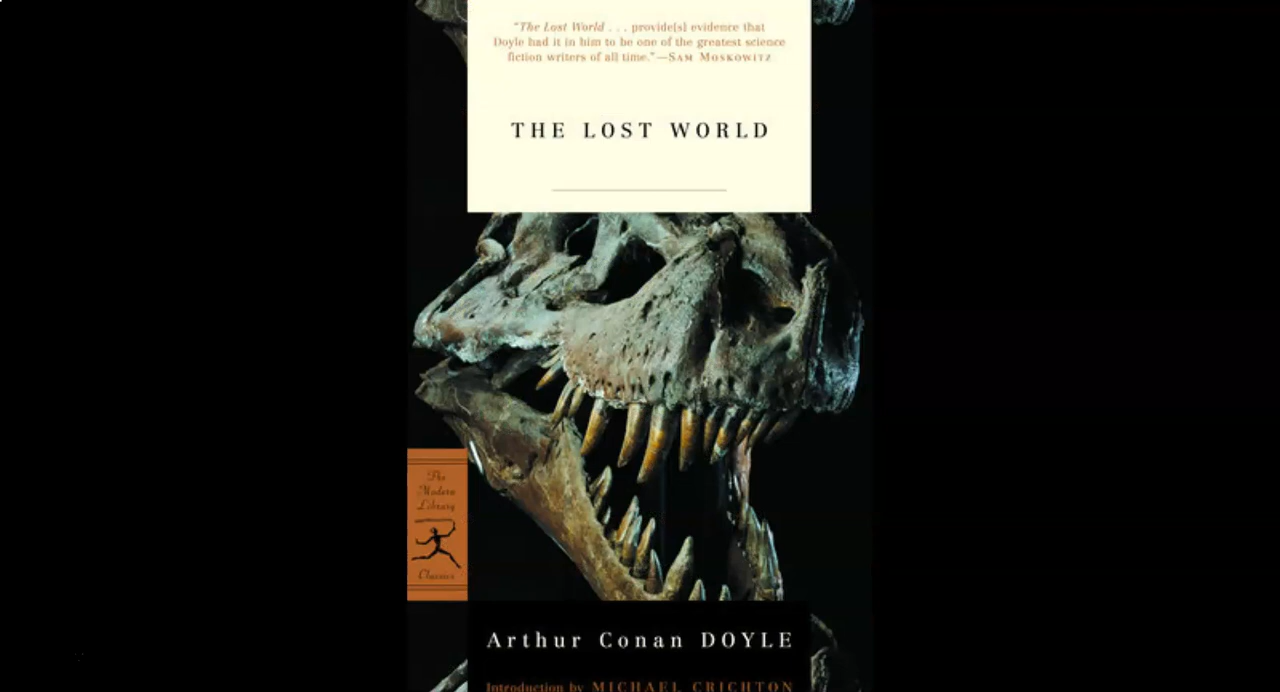 “The Lost World . . . provide[s] evidence that
Doyle had it in him to be one of the greatest science
fiction writers of all time.”—SAM MOSKOWITZ
THE LOST WORLD
The
Modern
Library
Classics
Arthur Conan DOYLE
Introduction by MICHAEL CRICHTON